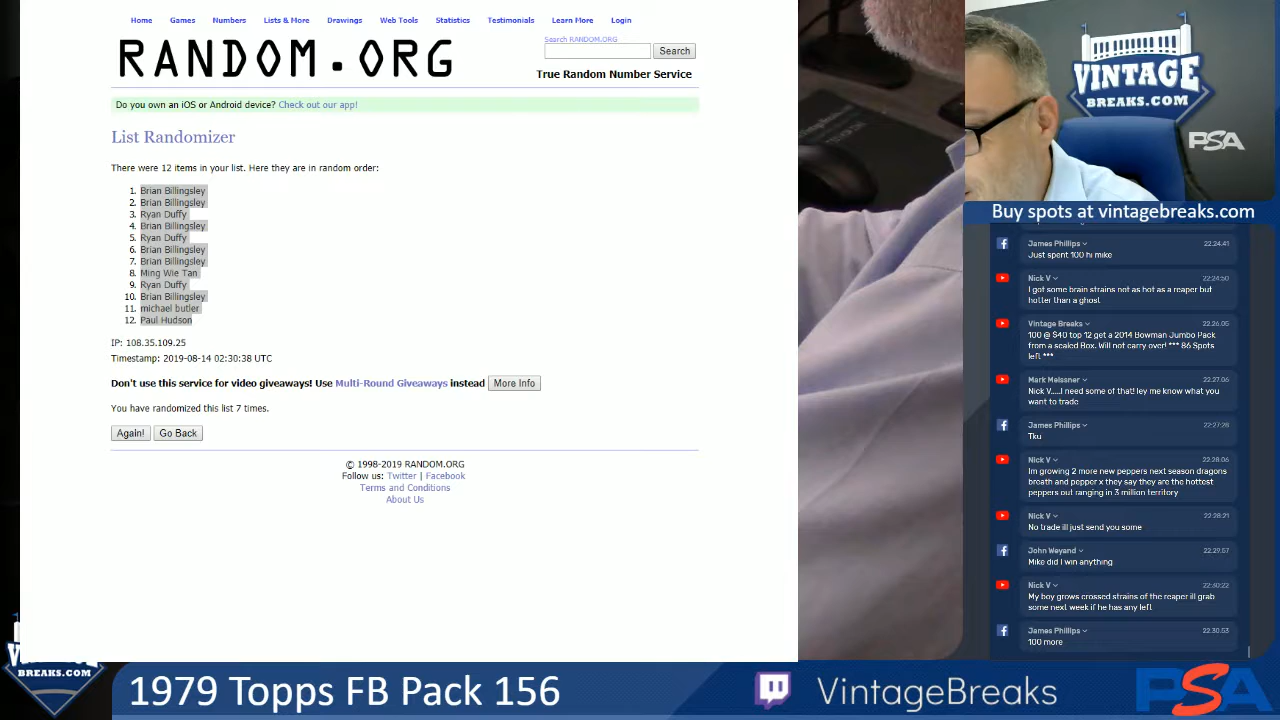 Home Games Numbers Lists & More Drawings Web Tools Statistics Testimonials Learn More Login
RANDOM.ORG
Search RANDOM.ORG
Search
True Random Number Service
Do you own an iOS or Android device? Check out our app!
List Randomizer
There were 12 items in your list. Here they are in random order:
1. Brian Billingsley
2. Brian Billingsley
3. Ryan Duffy
4. Brian Billingsley
5. Ryan Duffy
6. Brian Billingsley
7. Brian Billingsley
8. Ming Wie Tan
9. Ryan Duffy
10. Brian Billingsley
11. michael butler
12. Paul Hudson
IP: 108.35.109.25
Timestamp: 2019-08-14 02:30:38 UTC
Don't use this service for video giveaways! Use Multi-Round Giveaways instead More Info
You have randomized this list 7 times.
Again! Go Back
© 1998-2019 RANDOM.ORG
Follow us: Twitter | Facebook
Terms and Conditions
About Us
VINTAGE
BREAKS.COM
PSA
Buy spots at vintagebreaks.com
James Phillips 22:24:41
Just spent 100 hi mike
Nick V 22:24:50
I got some brain strains not as hot as a reaper but
hotter than a ghost
Vintage Breaks 22:26:05
100 @ $40 top 12 get a 2014 Bowman Jumbo Pack
from a sealed Box. Will not carry over! *** 86 Spots
left ***
Mark Meissner 22:27:06
Nick V.....I need some of that! ley me know what you
want to trade
James Phillips 22:27:28
Tku
Nick V 22:28:06
Im growing 2 more new peppers next season dragons
breath and pepper x they say they are the hottest
peppers out ranging in 3 million territory
Nick V 22:28:21
No trade ill just send you some
John Weyand 22:29:57
Mike did I win anything
Nick V 22:30:22
My boy grows crossed strains of the reaper ill grab
some next week if he has any left
James Phillips 22:30:53
100 more
VINTAGE
BREAKS.COM
1979 Topps FB Pack 156
VintageBreaks
PSA